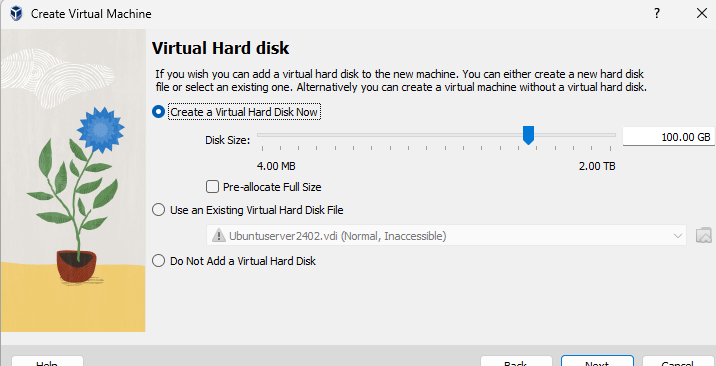 Create Virtual Machine
?
Virtual Hard disk
If you wish you can add a virtual hard disk to the new machine. You can either create a new hard disk
file or select an existing one. Alternatively you can create a virtual machine without a virtual hard disk.
Create a Virtual Hard Disk Now
Disk Size:
100.00 GB
4.00 MB 2.00 TB
Pre-allocate Full Size
Use an Existing Virtual Hard Disk File
Ubuntuserver2402.vdi (Normal, Inaccessible)
Do Not Add a Virtual Hard Disk
Help Back Next Cancel